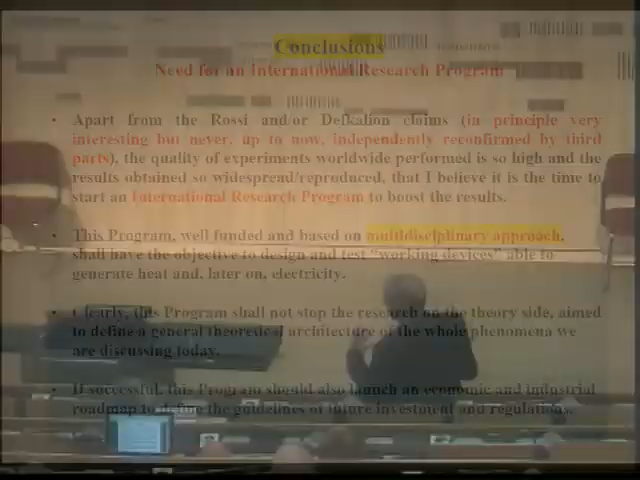 Conclusions
Need for an International Research Program
• Apart from the Rossi and/or Defkalion claims (in principle very
interesting but never, up to now, independently reconfirmed by third
parts), the quality of experiments worldwide performed is so high and the
results obtained so widespread/reproduced, that I believe it is the time to
start an International Research Program to boost the results.
• This Program, well funded and based on multidisciplinary approach,
shall have the objective to design and test “working devices” able to
generate heat and, later on, electricity.
• Clearly, this Program shall not stop the research on the theory side, aimed
to define a general theoretical architecture of the whole phenomena we
are discussing today.
• If successful, this Program should also launch an economic and industrial
roadmap to define the guidelines of future investment and regulations.